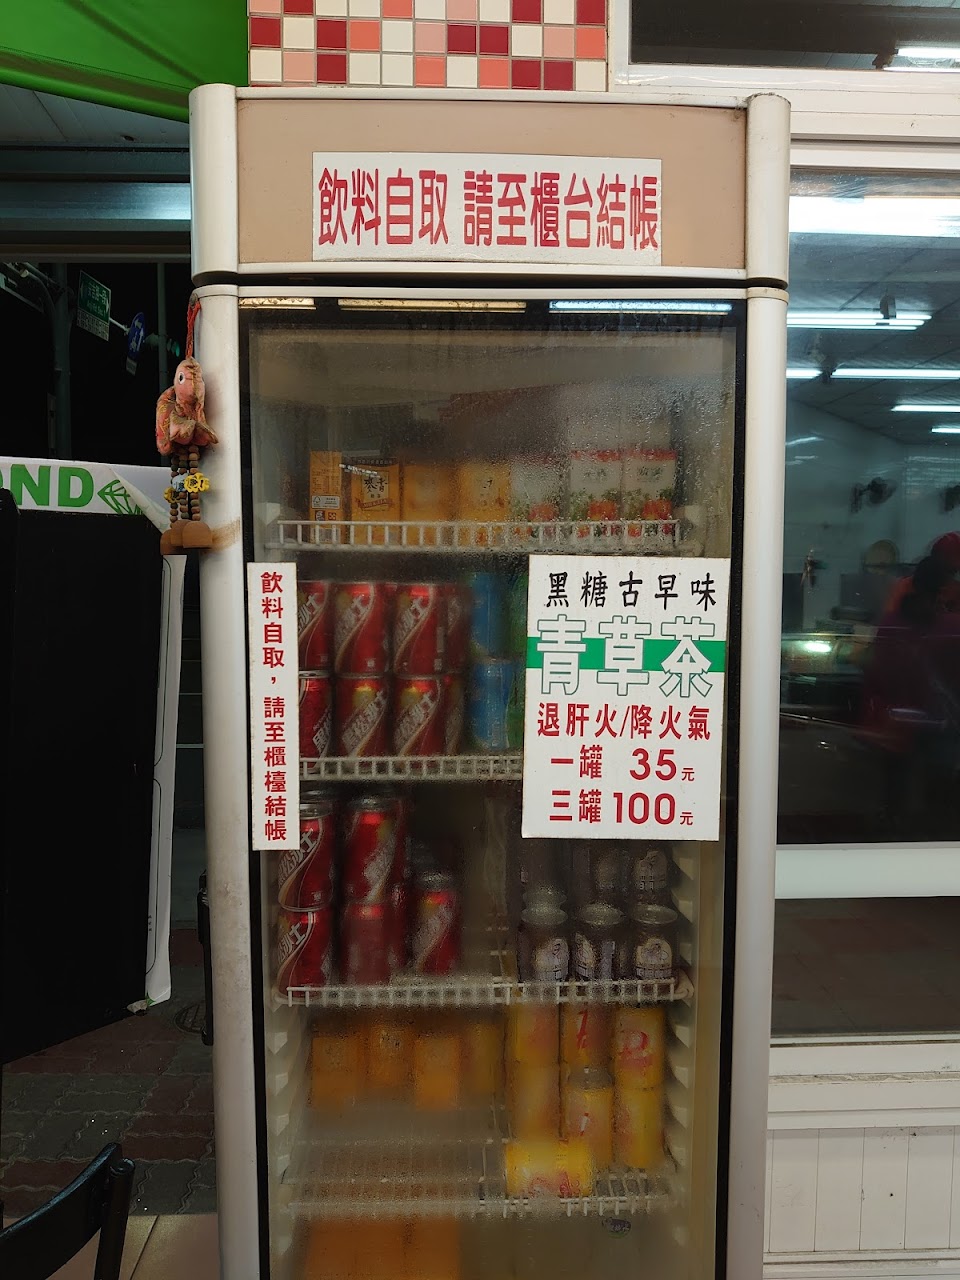 飲料自取 請至櫃台結帳
OND
飲料自取，請至櫃檯結帳
黑糖古早味
青草茶
退肝火/降火氣
一罐 35元
三罐100元